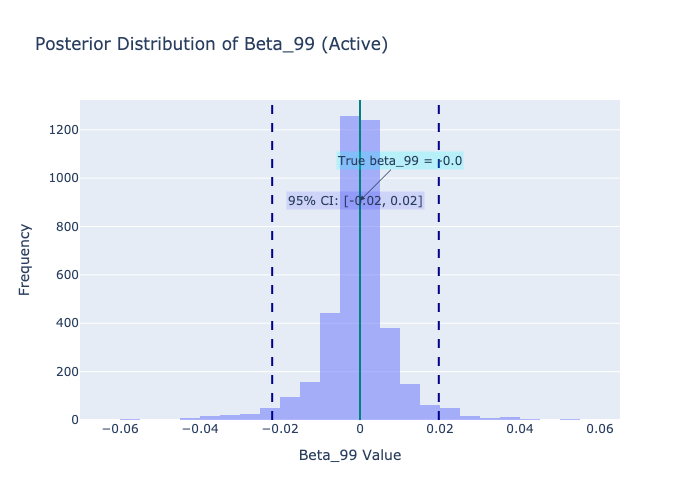 Posterior Distribution of Beta_99 (Active)
1200
1000
800
600
400
200
0
Frequency
True beta_99 = -0.0
95% CI: [-0.02, 0.02]
−0.06
−0.04
−0.02
0
0.02
0.04
0.06
Beta_99 Value